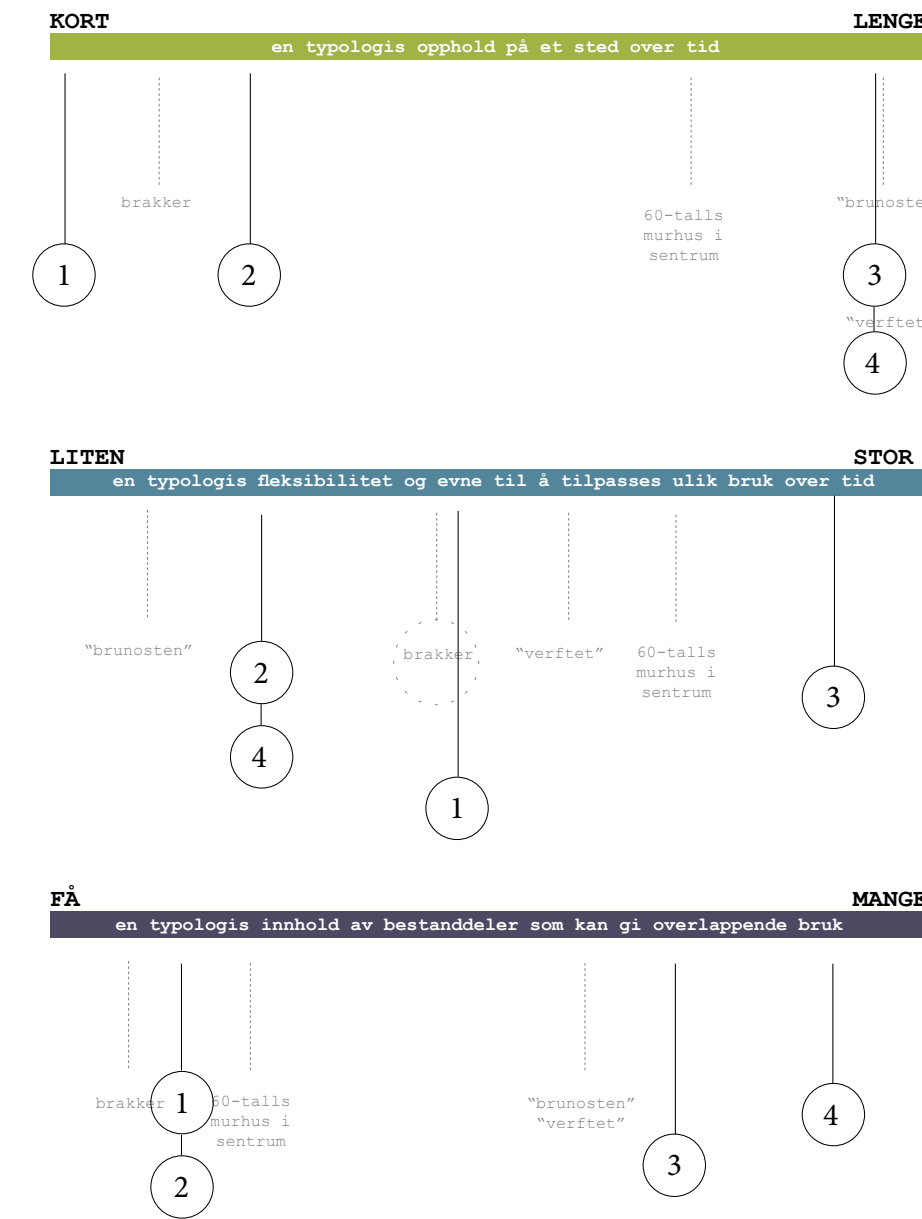 KORT LENGE
en typologis opphold på et sted over tid
brakker
60-talls
murhus i
sentrum
“brunoste
1
2
3
“verftet
4
LITEN STOR
en typologis fleksibilitet og evne til å tilpasses ulik bruk over tid
“brunosten”
brakker
“verftet”
60-talls
murhus i
sentrum
2
3
4
1
FÅ MANGE
en typologis innhold av bestanddeler som kan gi overlappende bruk
brakker
1
60-talls
murhus i
sentrum
“brunosten”
“verftet”
4
3
2